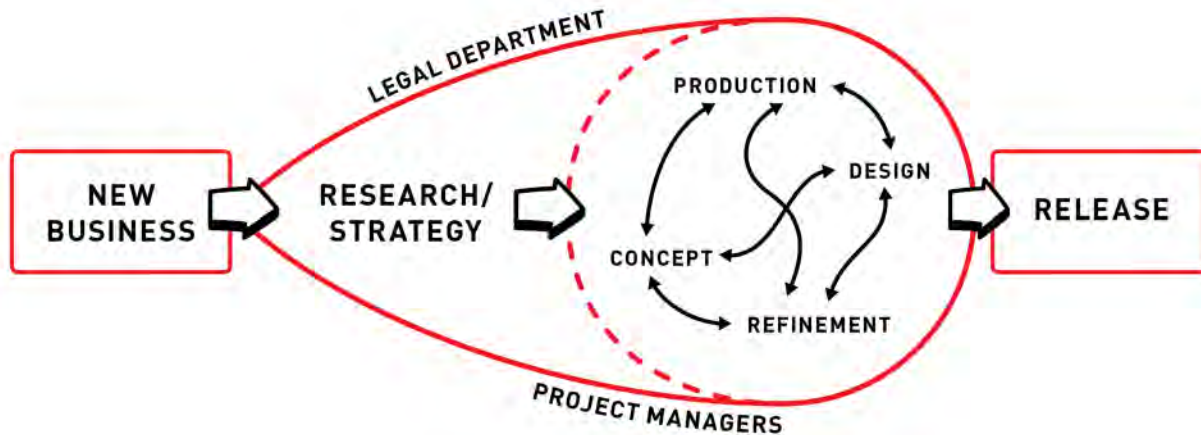 LEGAL DEPARTMENT
PRODUCTION
DESIGN
NEW
BUSINESS
RESEARCH/
STRATEGY
RELEASE
CONCEPT
REFINEMENT
PROJECT MANAGERS